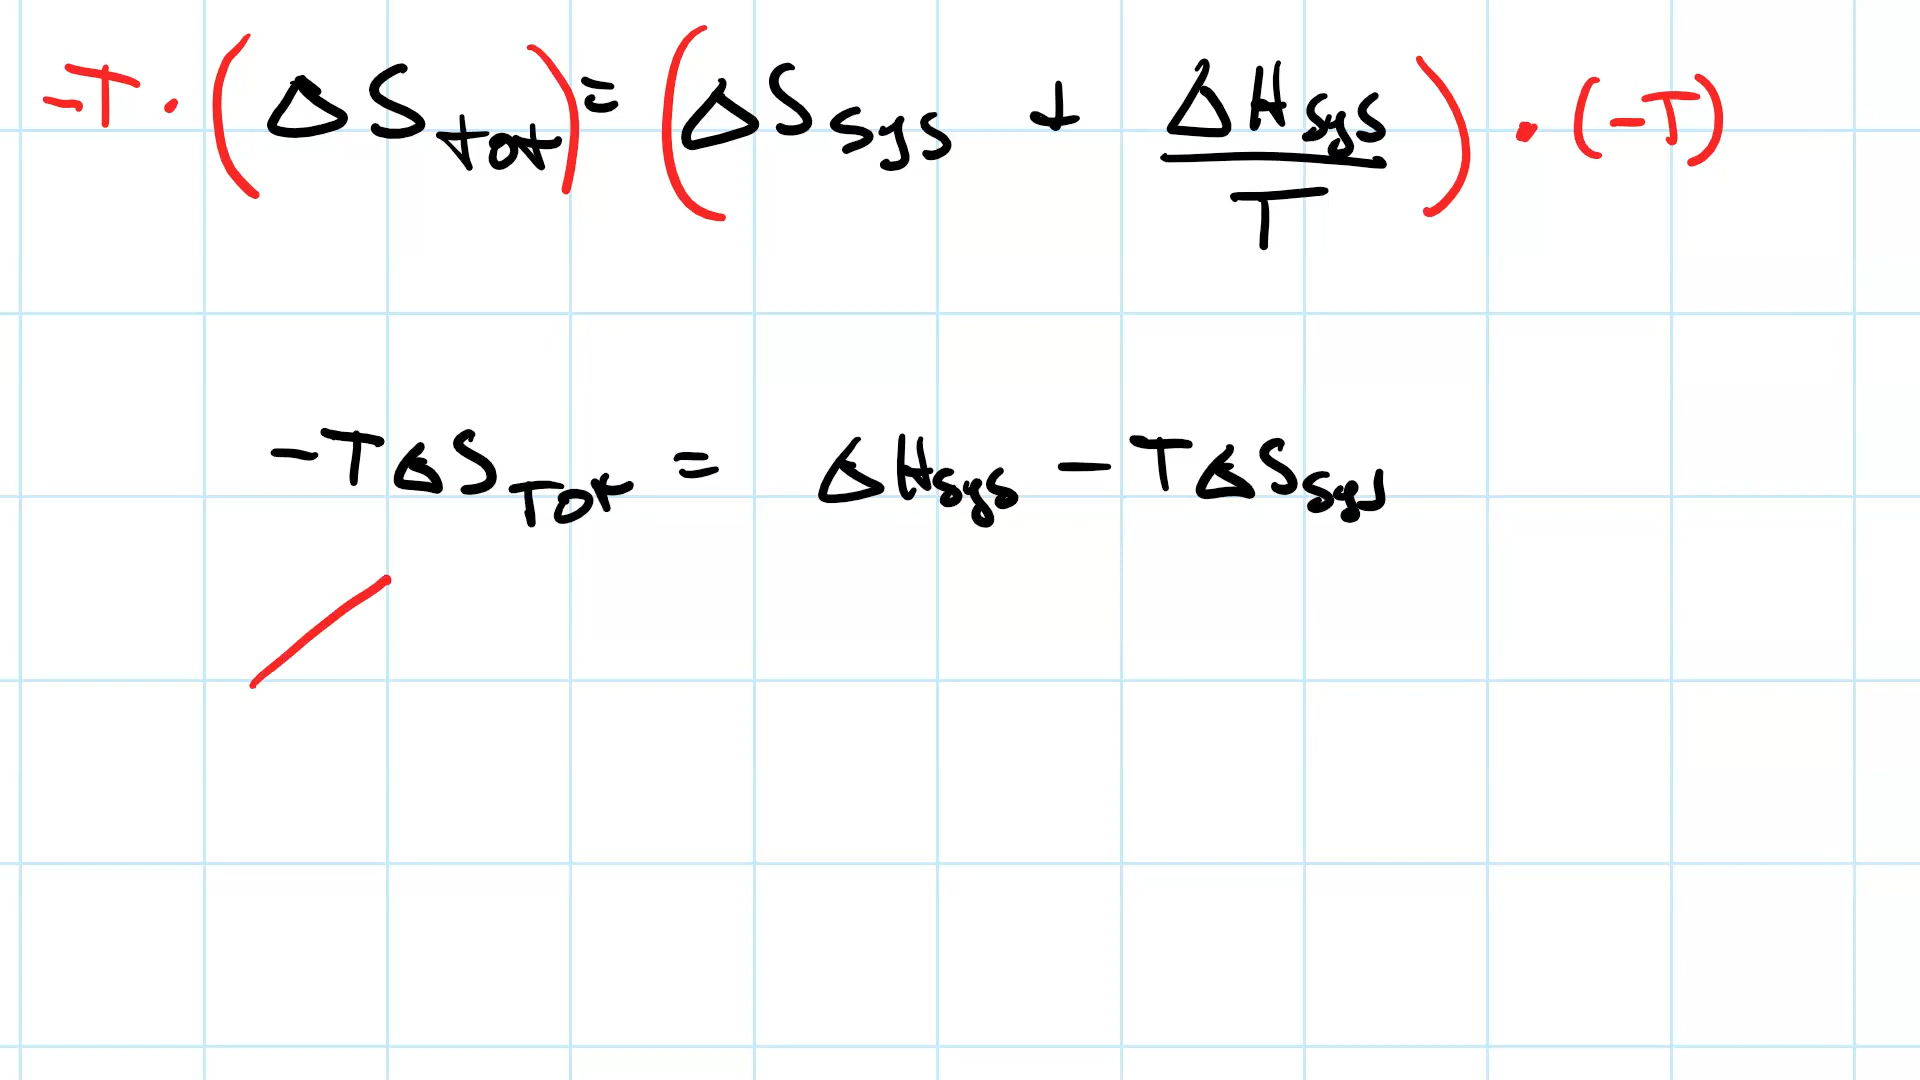 -T · (ΔS_tot) = (ΔS_sys + ΔH_sys/T) · (-T)
-TΔS_Tot = ΔH_sys - TΔS_sys